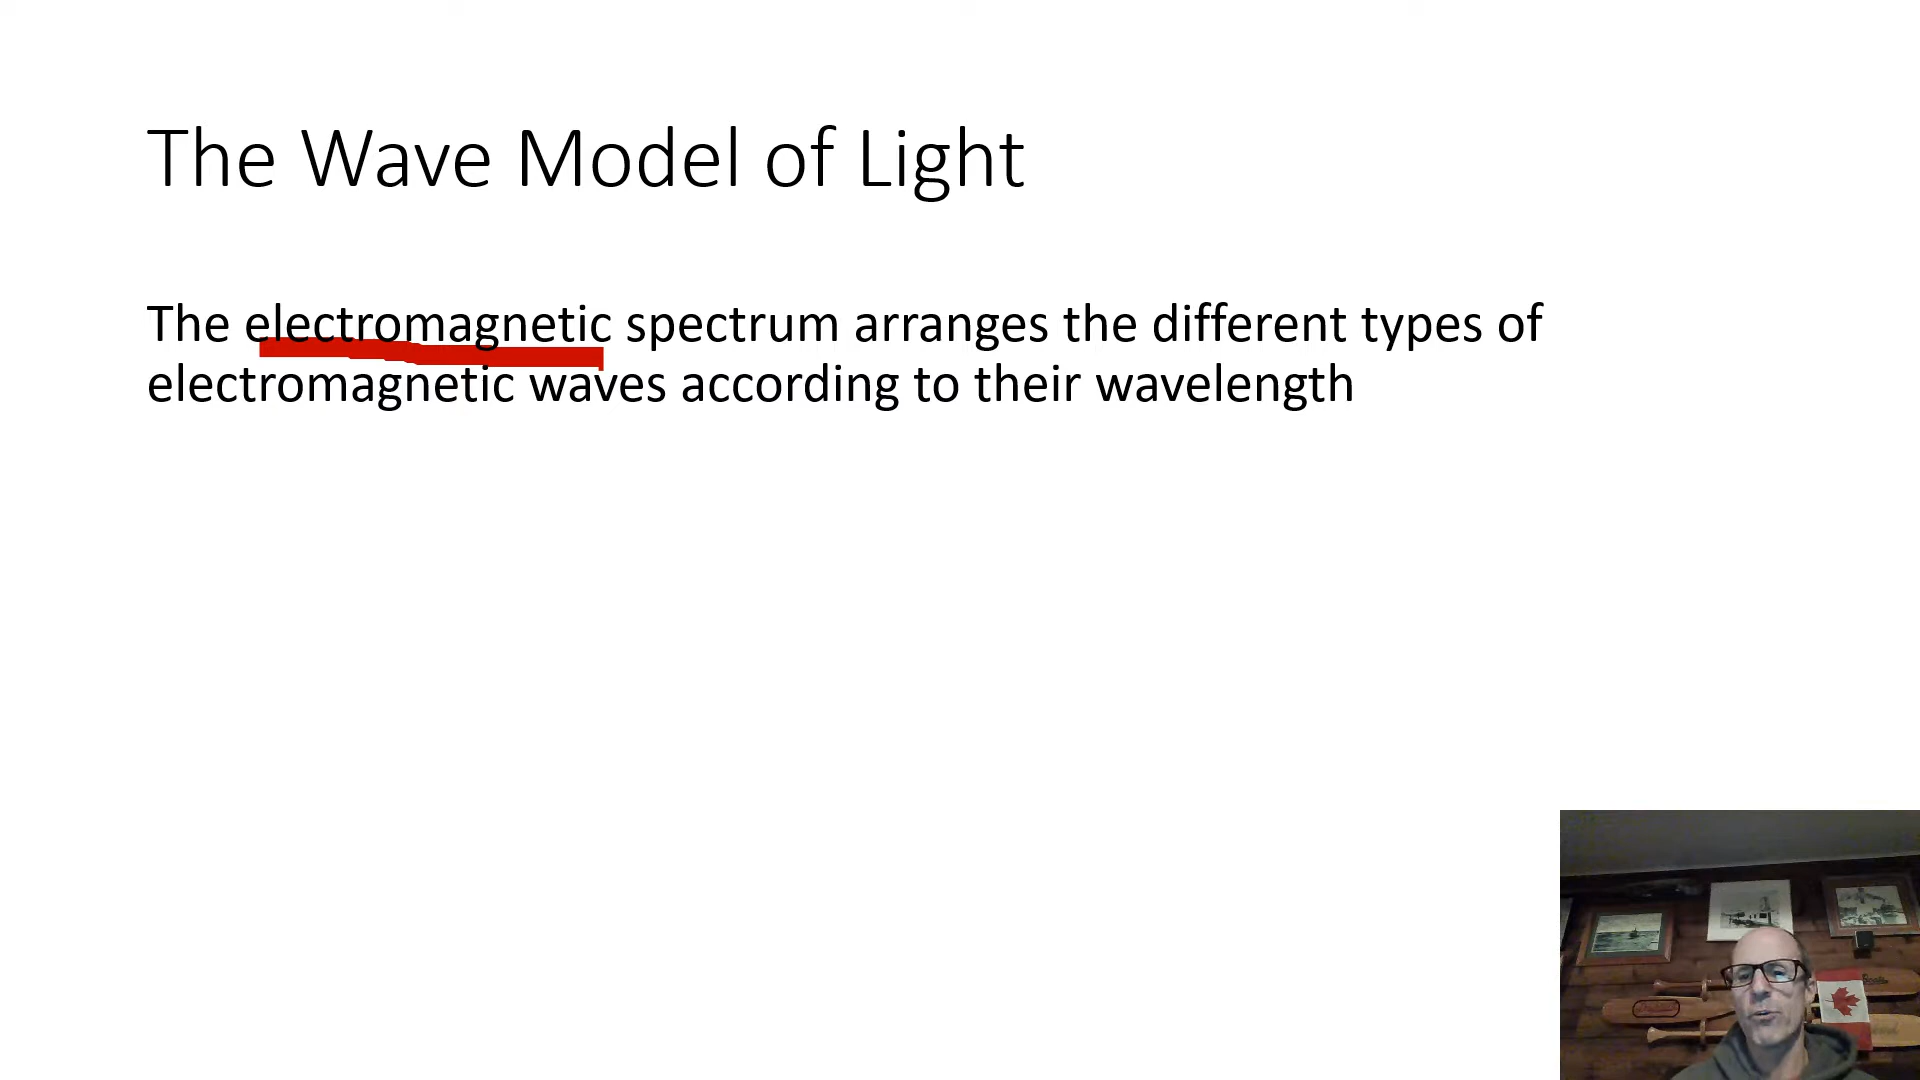 The Wave Model of Light
The electromagnetic spectrum arranges the different types of
electromagnetic waves according to their wavelength